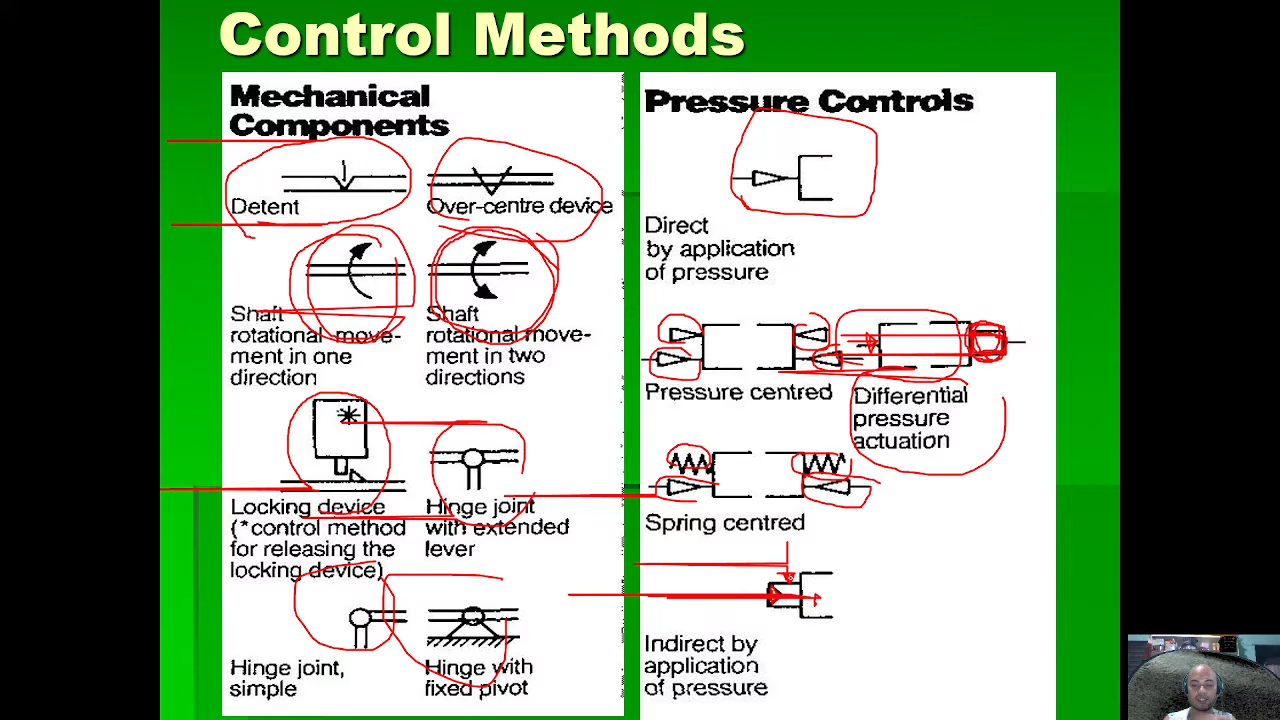 Control Methods
Mechanical
Components
Detent
Over-centre device
Shaft
rotational move-
ment in one
direction
Shaft
rotational move-
ment in two
directions
Locking device
(*control method
for releasing the
locking device)
Hinge joint
with extended
lever
Hinge joint,
simple
Hinge with
fixed pivot
Pressure Controls
Direct
by application
of pressure
Pressure centred
Differential
pressure
actuation
Spring centred
Indirect by
application
of pressure